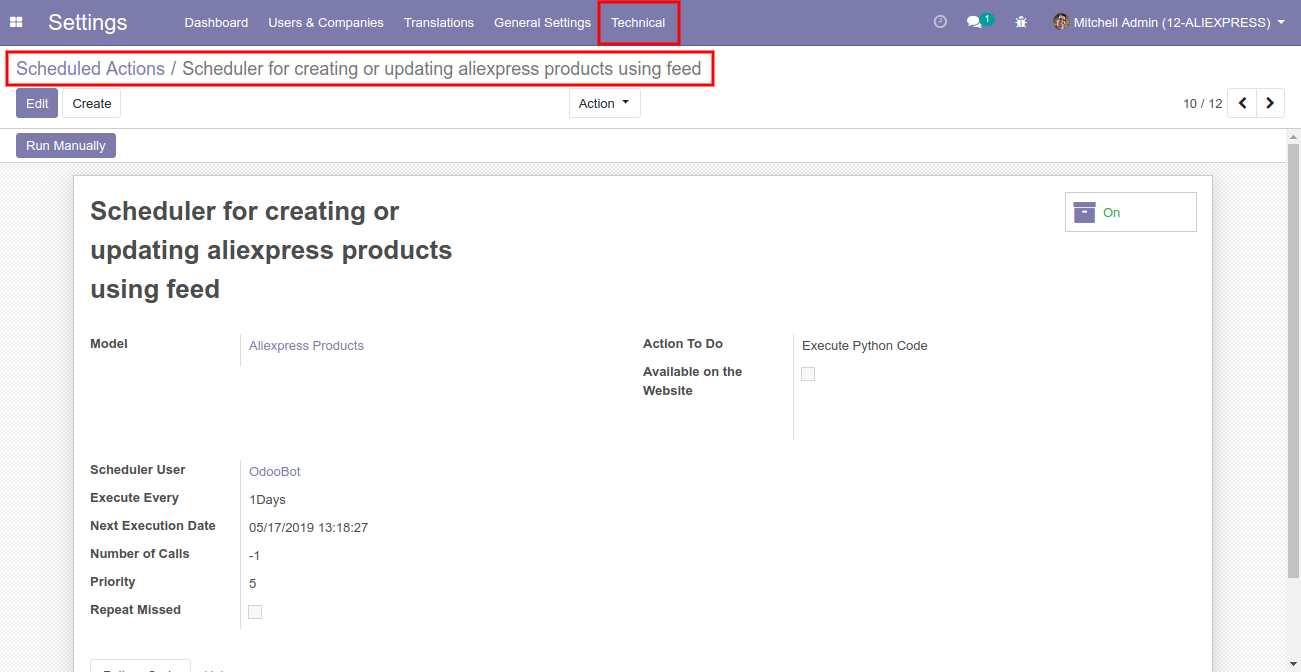 Settings Dashboard Users & Companies Translations General Settings Technical 1 Mitchell Admin (12-ALIEXPRESS)
Scheduled Actions / Scheduler for creating or updating aliexpress products using feed
Edit Create Action 10 / 12
Run Manually
Scheduler for creating or
updating aliexpress products
using feed
On
Model Aliexpress Products
Action To Do Execute Python Code
Available on the
Website
Scheduler User OdooBot
Execute Every 1Days
Next Execution Date 05/17/2019 13:18:27
Number of Calls -1
Priority 5
Repeat Missed